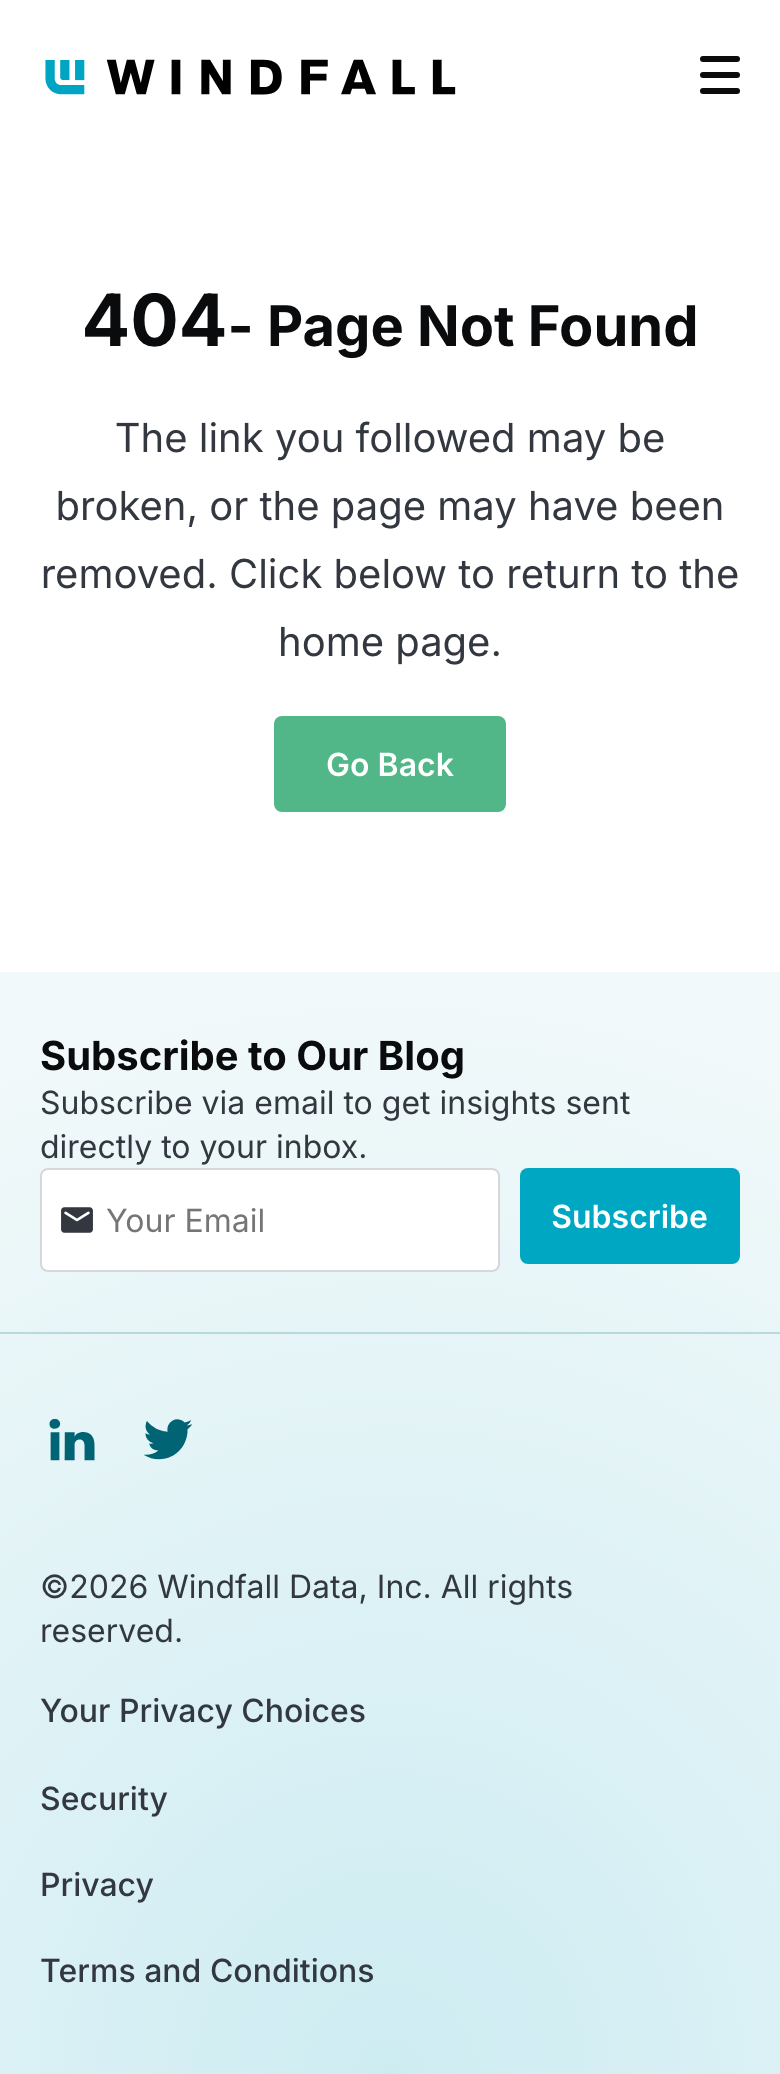 WINDFALL
404- Page Not Found
The link you followed may be
broken, or the page may have been
removed. Click below to return to the
home page.
Go Back
Subscribe to Our Blog
Subscribe via email to get insights sent
directly to your inbox.
Your Email
Subscribe
in
©2026 Windfall Data, Inc. All rights
reserved.
Your Privacy Choices
Security
Privacy
Terms and Conditions